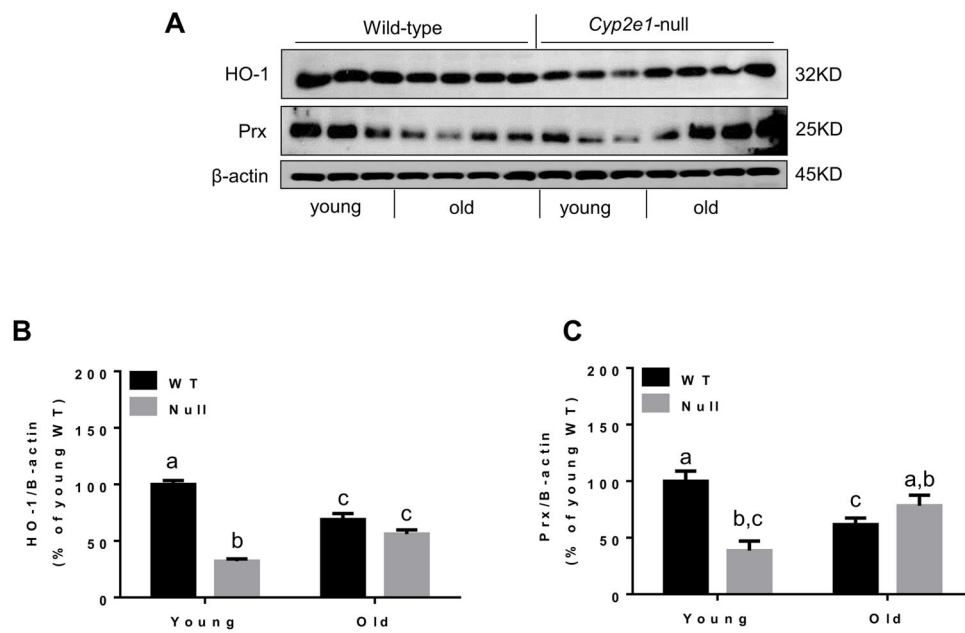 A
Wild-type
Cyp2e1-null
HO-1
32KD
Prx
25KD
β-actin
45KD
young
old
young
old
B
HO-1/B-actin
(% of young WT)
200
150
100
50
0
WT
Null
a
b
c
c
Young
Old
C
Prx/B-actin
(% of young WT)
200
150
100
50
0
WT
Null
a
b,c
c
a,b
Young
Old